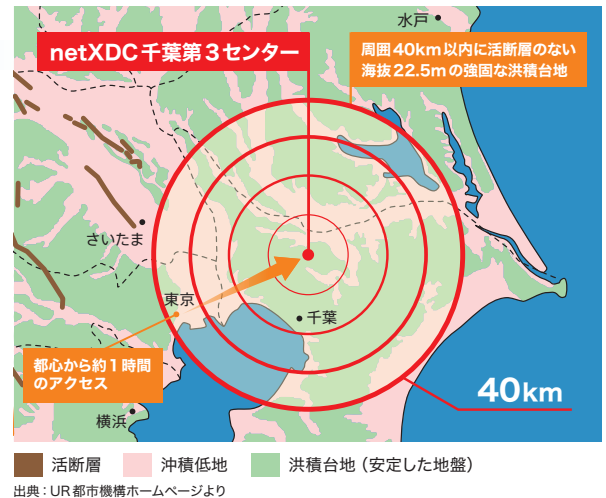 水戸
netXDC千葉第3センター
周囲40km以内に活断層のない
海抜22.5mの強固な洪積台地
さいたま
東京
千葉
都心から約1時間
のアクセス
40km
横浜
活断層 沖積低地 洪積台地（安定した地盤）
出典：UR都市機構ホームページより